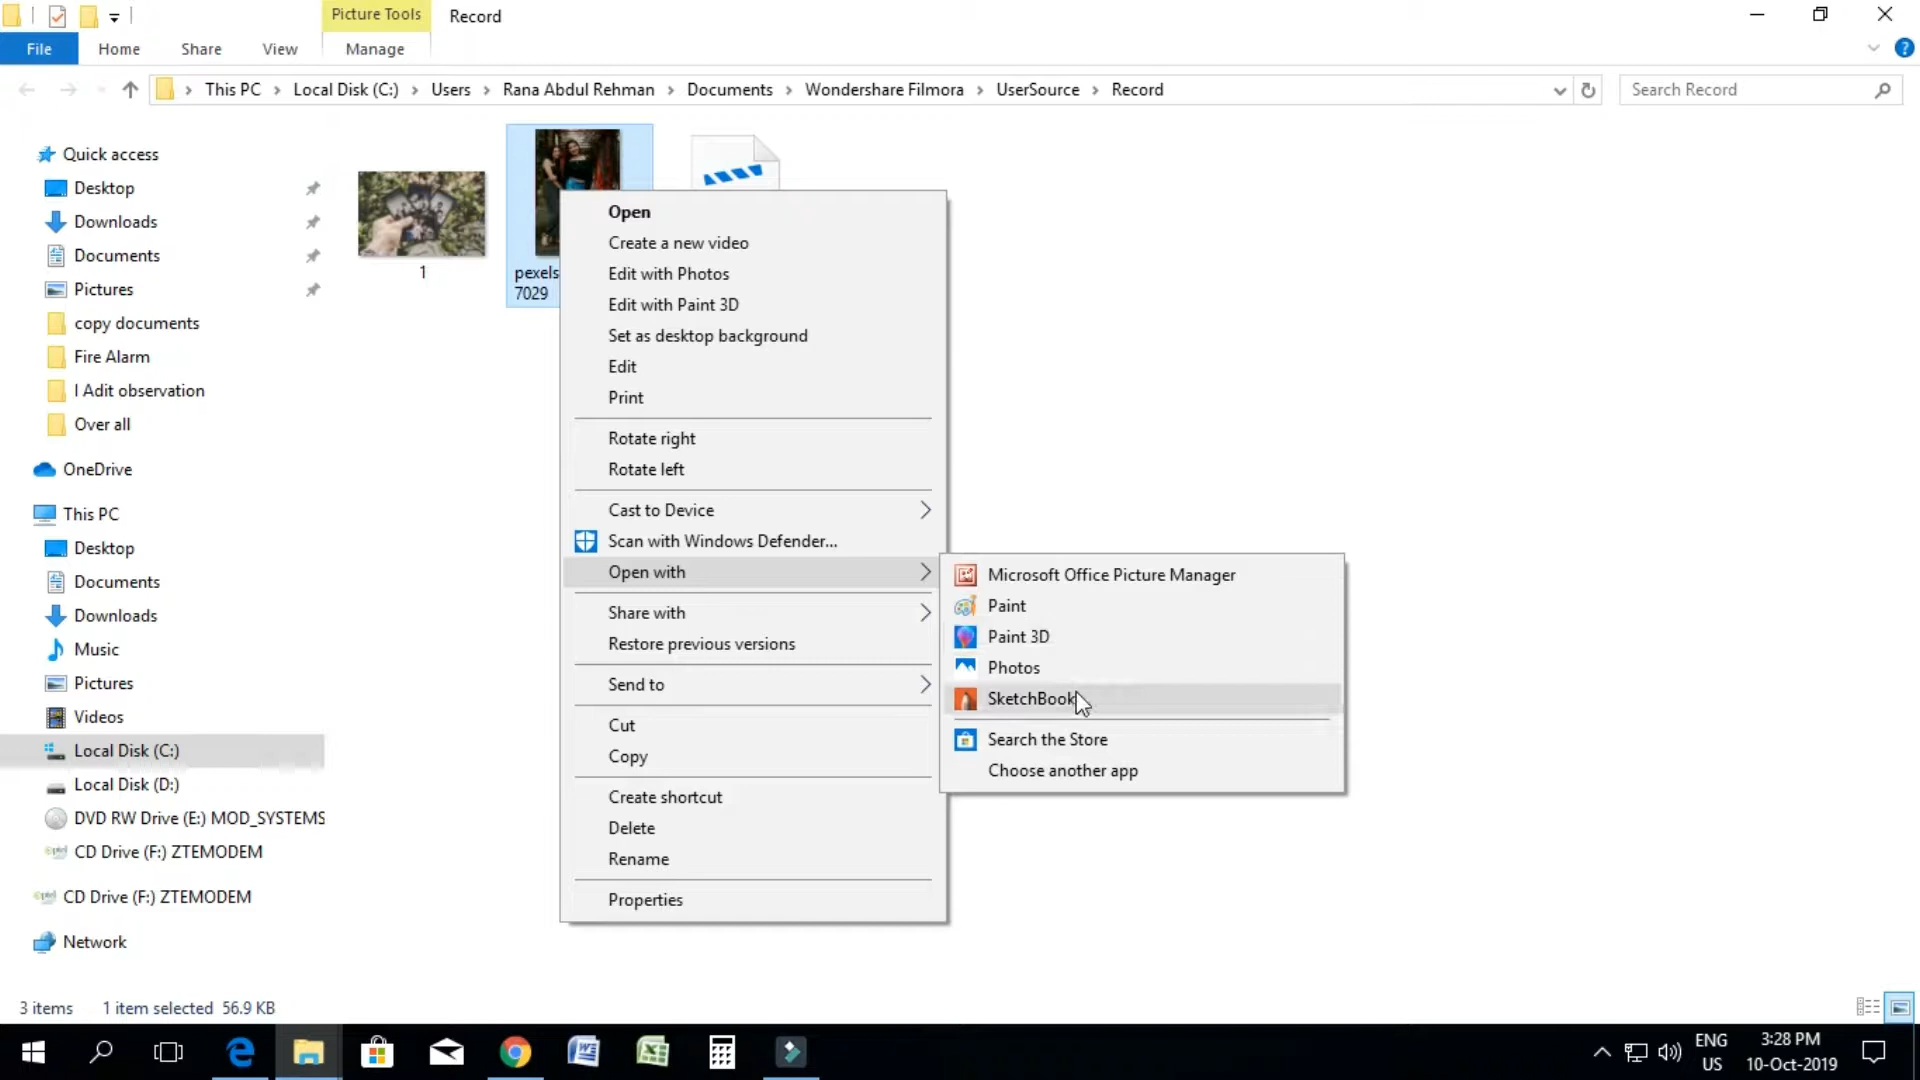 Picture Tools
Record
File
Home
Share
View
Manage
?
This PC
Local Disk (C:)
Users
Rana Abdul Rehman
Documents
Wondershare Filmora
UserSource
Record
Search Record
Quick access
Desktop
Downloads
Documents
Pictures
copy documents
Fire Alarm
I Adit observation
Over all
OneDrive
This PC
Desktop
Documents
Downloads
Music
Pictures
Videos
Local Disk (C:)
Local Disk (D:)
DVD RW Drive (E:) MOD_SYSTEMS
CD Drive (F:) ZTEMODEM
CD Drive (F:) ZTEMODEM
Network
1
pexels
7029
Open
Create a new video
Edit with Photos
Edit with Paint 3D
Set as desktop background
Edit
Print
Rotate right
Rotate left
Cast to Device
Scan with Windows Defender...
Open with
Share with
Restore previous versions
Send to
Cut
Copy
Create shortcut
Delete
Rename
Properties
Microsoft Office Picture Manager
Paint
Paint 3D
Photos
SketchBook
Search the Store
Choose another app
3 items
1 item selected 56.9 KB
ENG
US
3:28 PM
10-Oct-2019